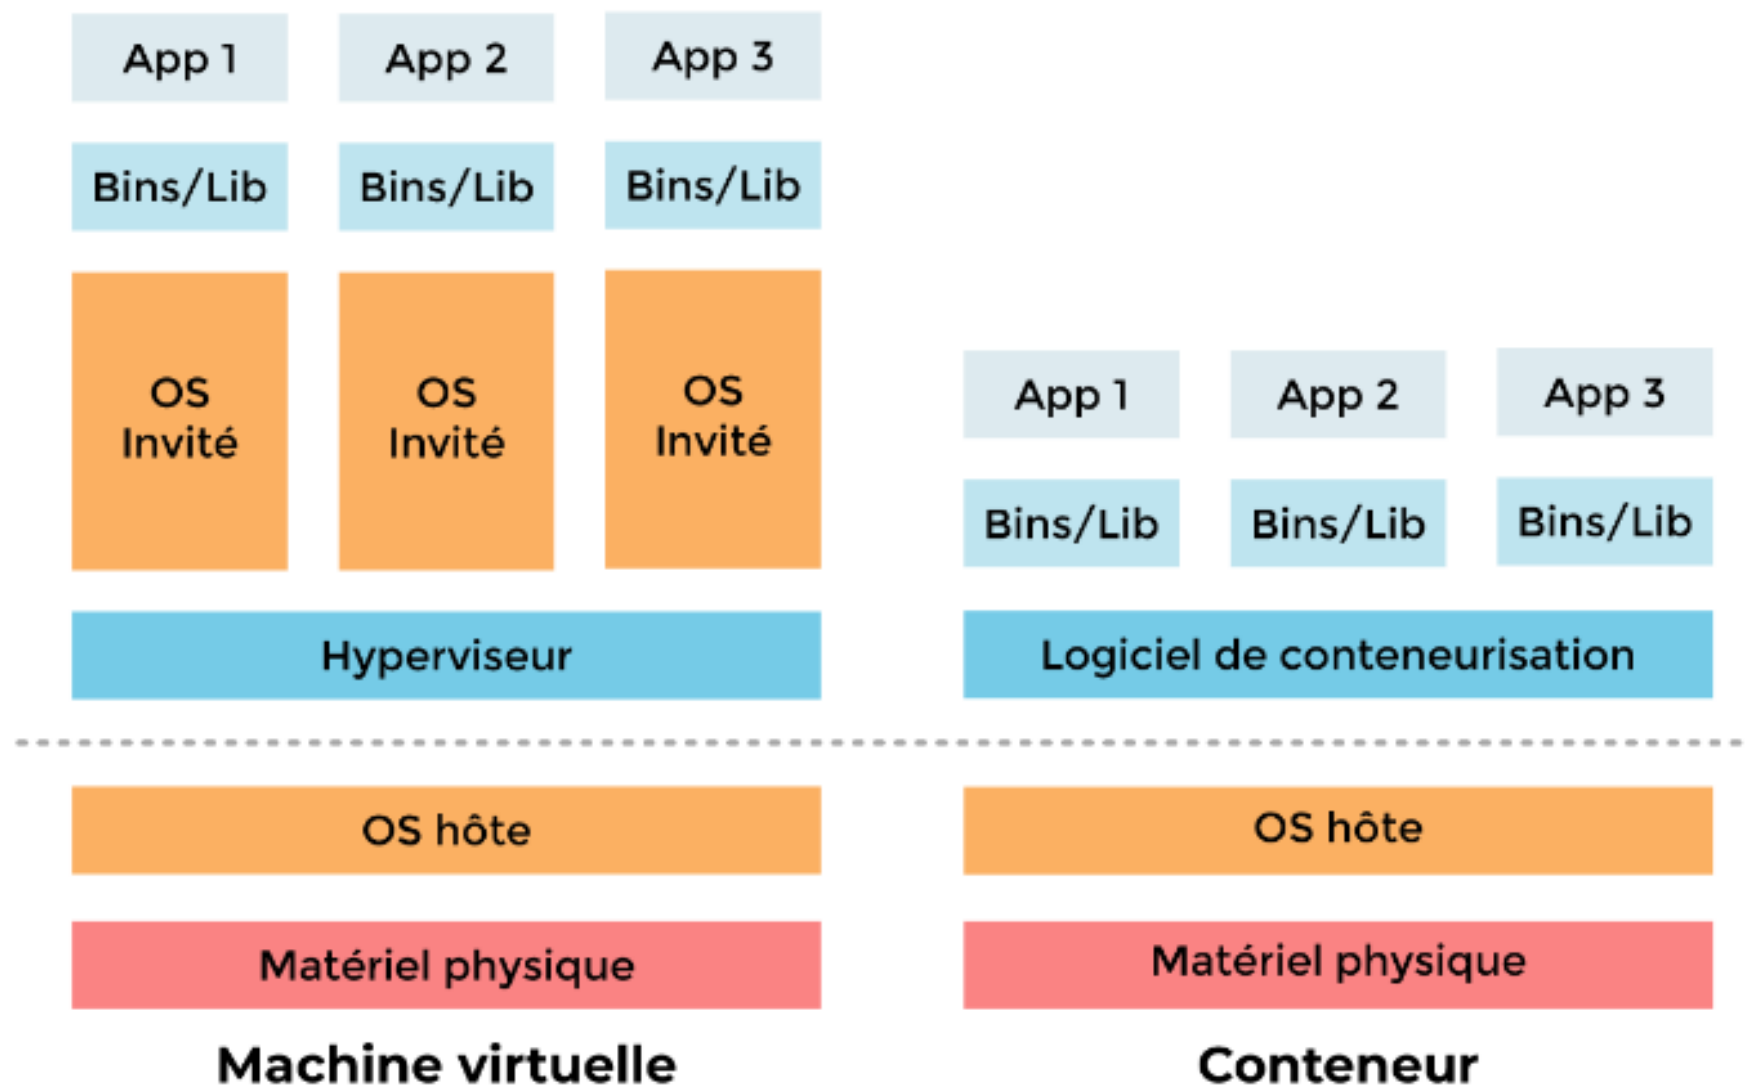 App 1
App 2
App 3
Bins/Lib
Bins/Lib
Bins/Lib
OS
Invité
OS
Invité
OS
Invité
Hyperviseur
OS hôte
Matériel physique
Machine virtuelle
App 1
App 2
App 3
Bins/Lib
Bins/Lib
Bins/Lib
Logiciel de conteneurisation
OS hôte
Matériel physique
Conteneur